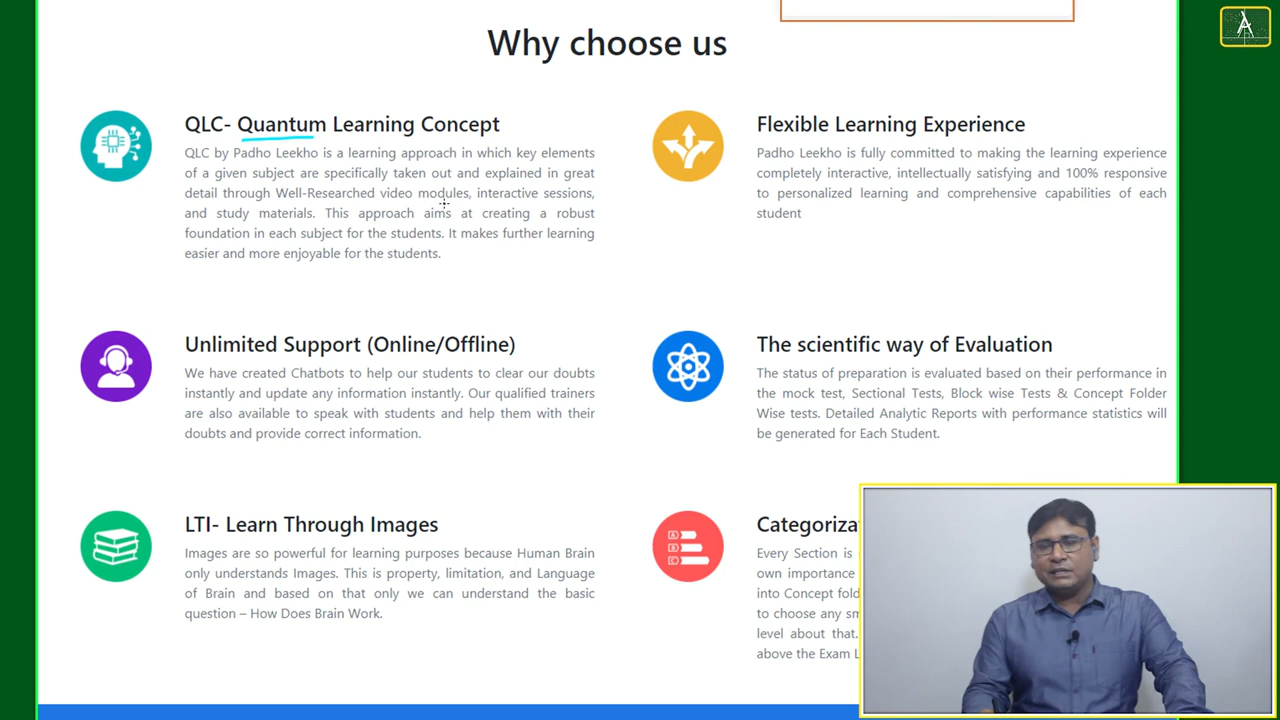 Why choose us
QLC- Quantum Learning Concept
QLC by Padho Leekho is a learning approach in which key elements
of a given subject are specifically taken out and explained in great
detail through Well-Researched video modules, interactive sessions,
and study materials. This approach aims at creating a robust
foundation in each subject for the students. It makes further learning
easier and more enjoyable for the students.
Flexible Learning Experience
Padho Leekho is fully committed to making the learning experience
completely interactive, intellectually satisfying and 100% responsive
to personalized learning and comprehensive capabilities of each
student
Unlimited Support (Online/Offline)
We have created Chatbots to help our students to clear our doubts
instantly and update any information instantly. Our qualified trainers
are also available to speak with students and help them with their
doubts and provide correct information.
The scientific way of Evaluation
The status of preparation is evaluated based on their performance in
the mock test, Sectional Tests, Block wise Tests & Concept Folder
Wise tests. Detailed Analytic Reports with performance statistics will
be generated for Each Student.
LTI- Learn Through Images
Images are so powerful for learning purposes because Human Brain
only understands Images. This is property, limitation, and Language
of Brain and based on that only we can understand the basic
question – How Does Brain Work.
Every Section is
own importance
into Concept
to choose any
level about that.
above the Exam